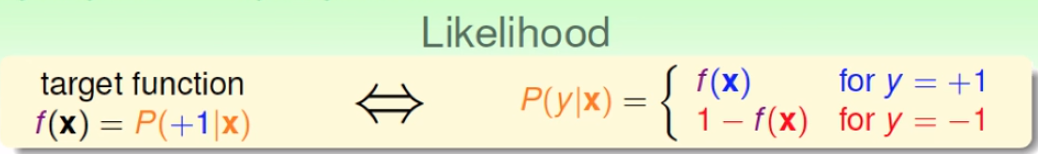 Likelihood
target function
f(x) = P(+1|x)
⇔
P(y|x) = { f(x) for y = +1
1 − f(x) for y = −1